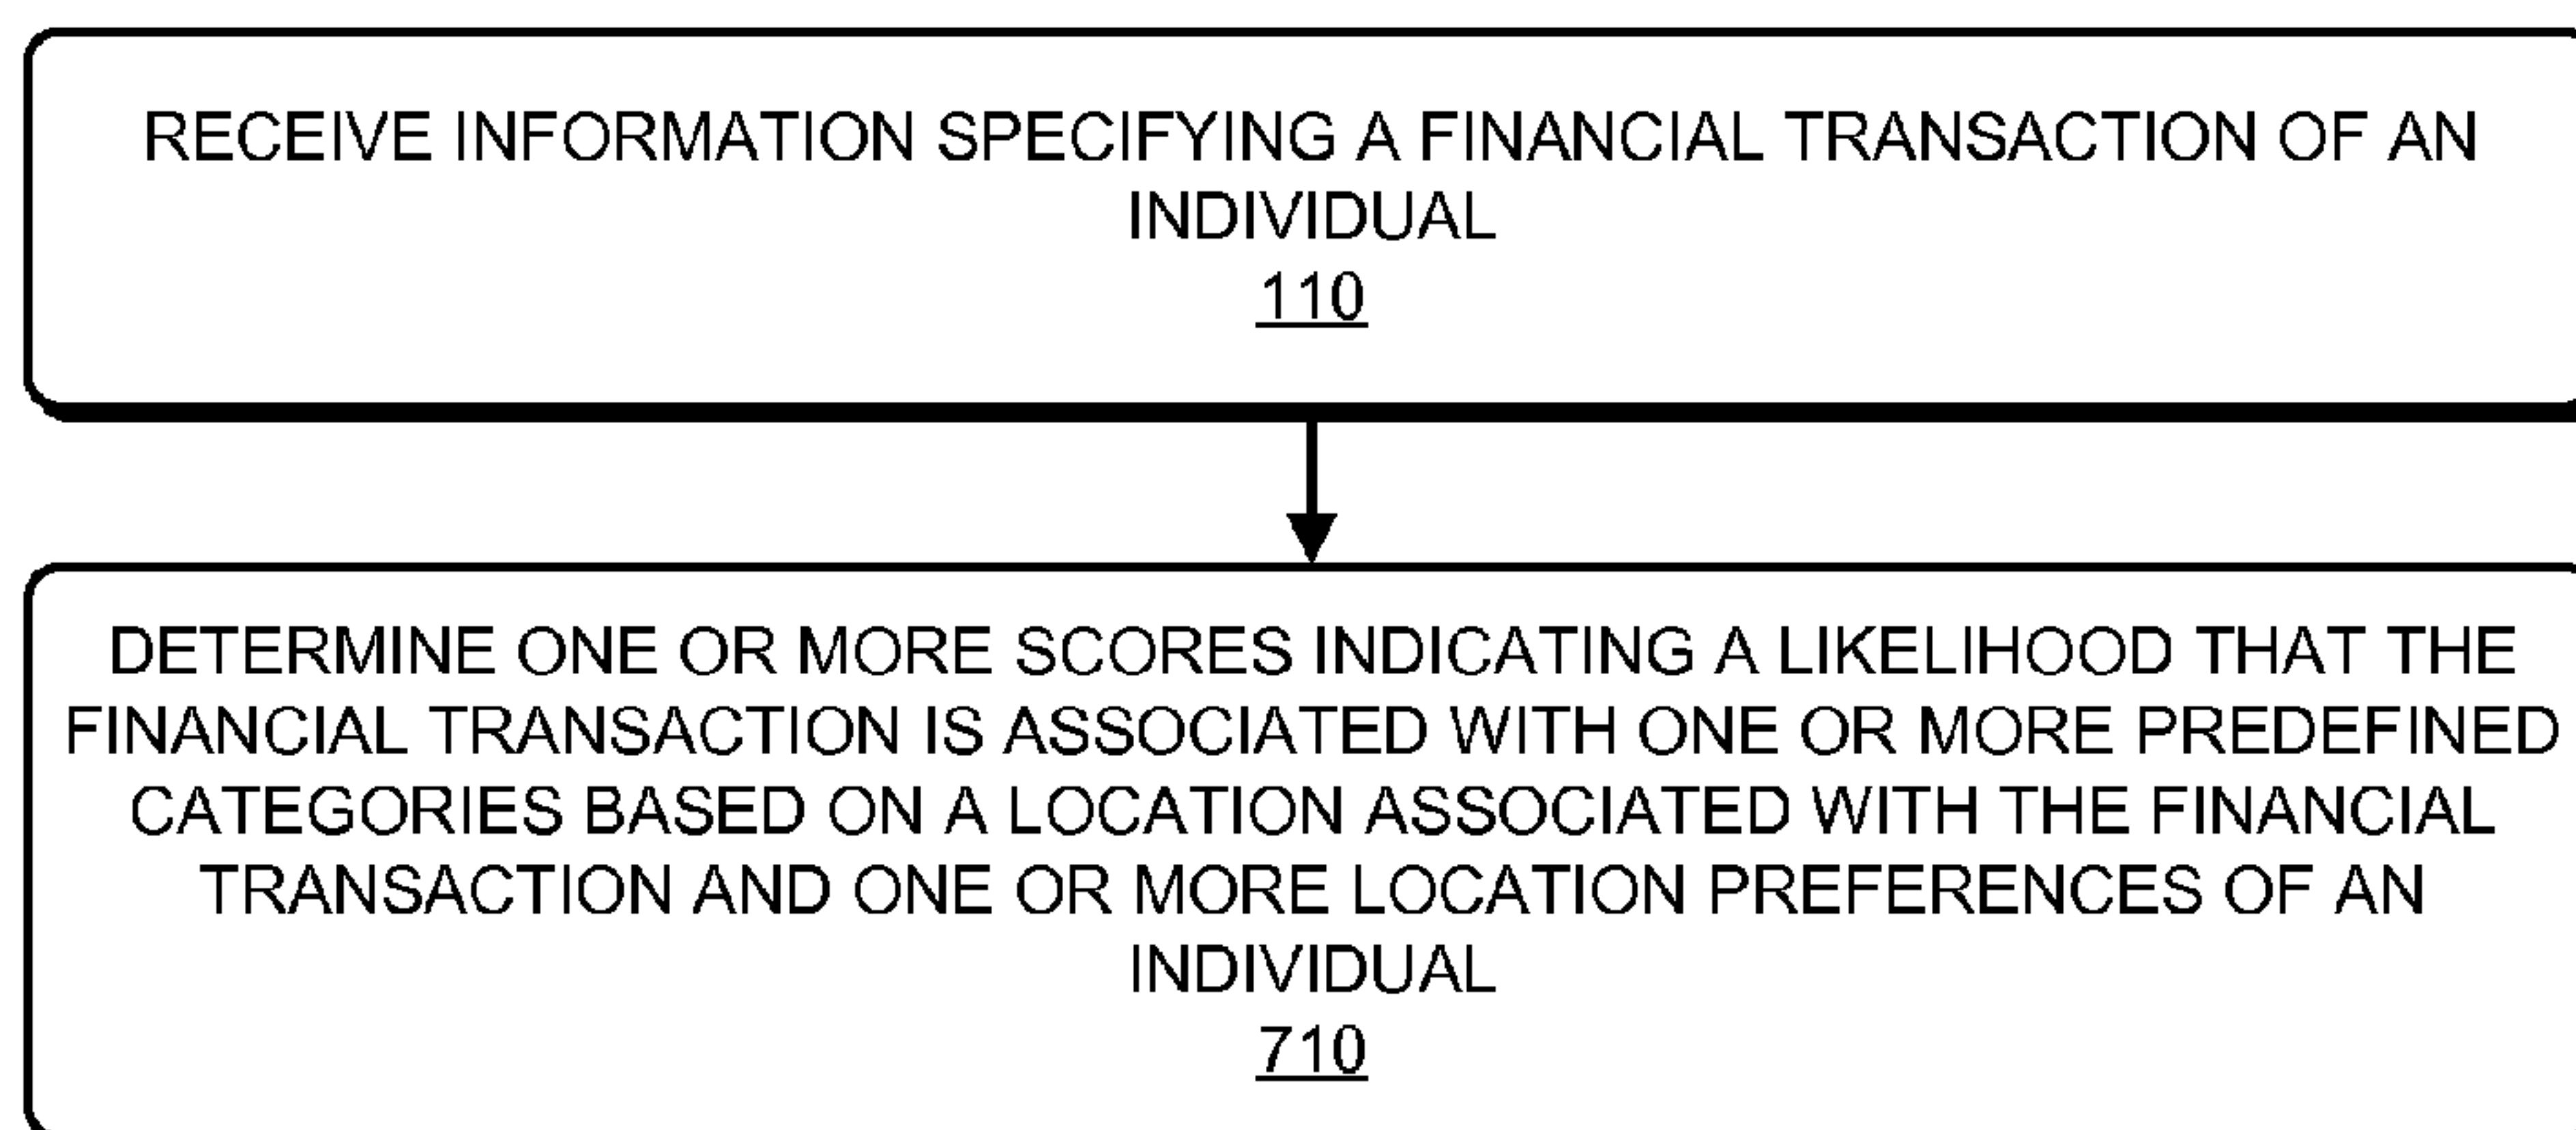 RECEIVE INFORMATION SPECIFYING A FINANCIAL TRANSACTION OF AN
INDIVIDUAL
110
DETERMINE ONE OR MORE SCORES INDICATING A LIKELIHOOD THAT THE
FINANCIAL TRANSACTION IS ASSOCIATED WITH ONE OR MORE PREDEFINED
CATEGORIES BASED ON A LOCATION ASSOCIATED WITH THE FINANCIAL
TRANSACTION AND ONE OR MORE LOCATION PREFERENCES OF AN
INDIVIDUAL
710